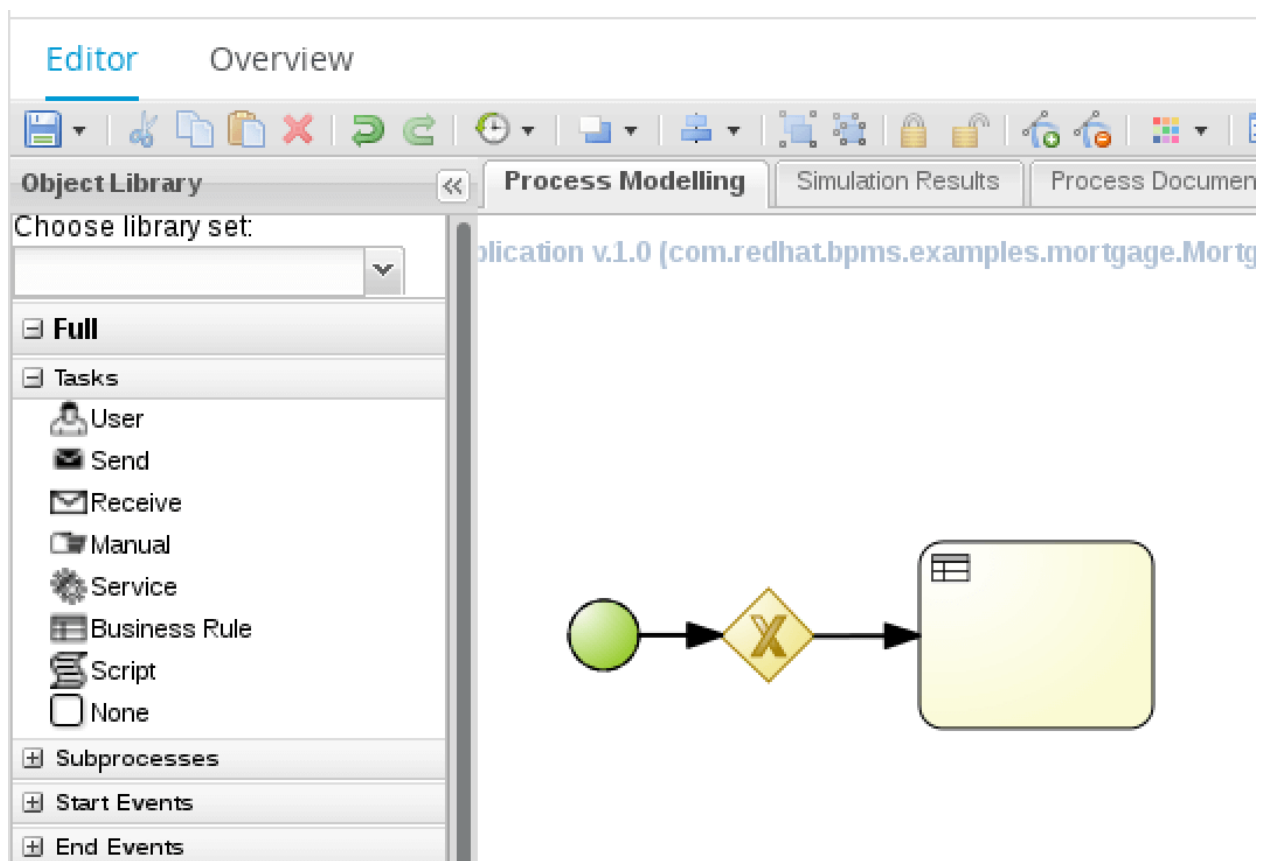 Editor Overview
Object Library
Process Modelling
Simulation Results
Process Documen
Choose library set:
plication v.1.0 (com.redhat.bpms.examples.mortgage.Mortg
Full
Tasks
User
Send
Receive
Manual
Service
Business Rule
Script
None
Subprocesses
Start Events
End Events